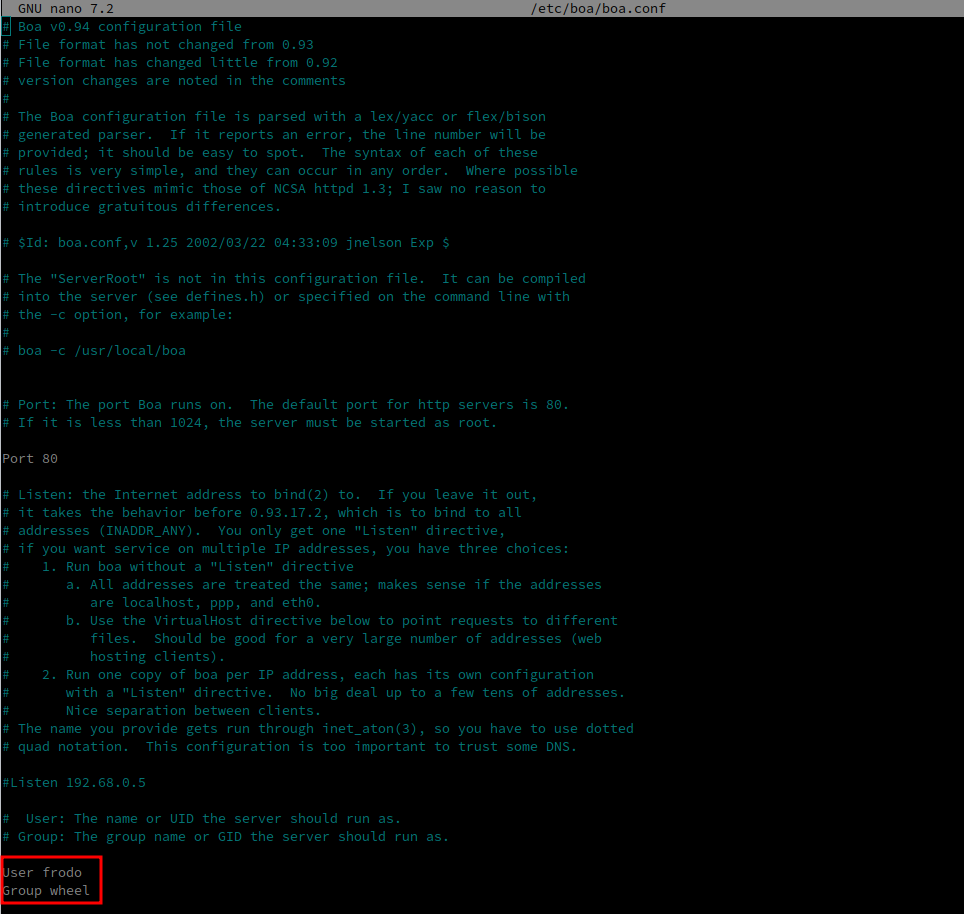 GNU nano 7.2 /etc/boa/boa.conf
# Boa v0.94 configuration file
# File format has not changed from 0.93
# File format has changed little from 0.92
# version changes are noted in the comments
#
# The Boa configuration file is parsed with a lex/yacc or flex/bison
# generated parser.  If it reports an error, the line number will be
# provided; it should be easy to spot.  The syntax of each of these
# rules is very simple, and they can occur in any order.  Where possible
# these directives mimic those of NCSA httpd 1.3; I saw no reason to
# introduce gratuitous differences.
# $Id: boa.conf,v 1.25 2002/03/22 04:33:09 jnelson Exp $
# The "ServerRoot" is not in this configuration file.  It can be compiled
# into the server (see defines.h) or specified on the command line with
# the -c option, for example:
#
# boa -c /usr/local/boa
# Port: The port Boa runs on.  The default port for http servers is 80.
# If it is less than 1024, the server must be started as root.
Port 80
# Listen: the Internet address to bind(2) to.  If you leave it out,
# it takes the behavior before 0.93.17.2, which is to bind to all
# addresses (INADDR_ANY).  You only get one "Listen" directive,
# if you want service on multiple IP addresses, you have three choices:
#    1. Run boa without a "Listen" directive
#       a. All addresses are treated the same; makes sense if the addresses
#          are localhost, ppp, and eth0.
#       b. Use the VirtualHost directive below to point requests to different
#          files.  Should be good for a very large number of addresses (web
#          hosting clients).
#    2. Run one copy of boa per IP address, each has its own configuration
#       with a "Listen" directive.  No big deal up to a few tens of addresses.
#       Nice separation between clients.
# The name you provide gets run through inet_aton(3), so you have to use dotted
# quad notation.  This configuration is too important to trust some DNS.
#Listen 192.68.0.5
#  User: The name or UID the server should run as.
# Group: The group name or GID the server should run as.
User frodo
Group wheel